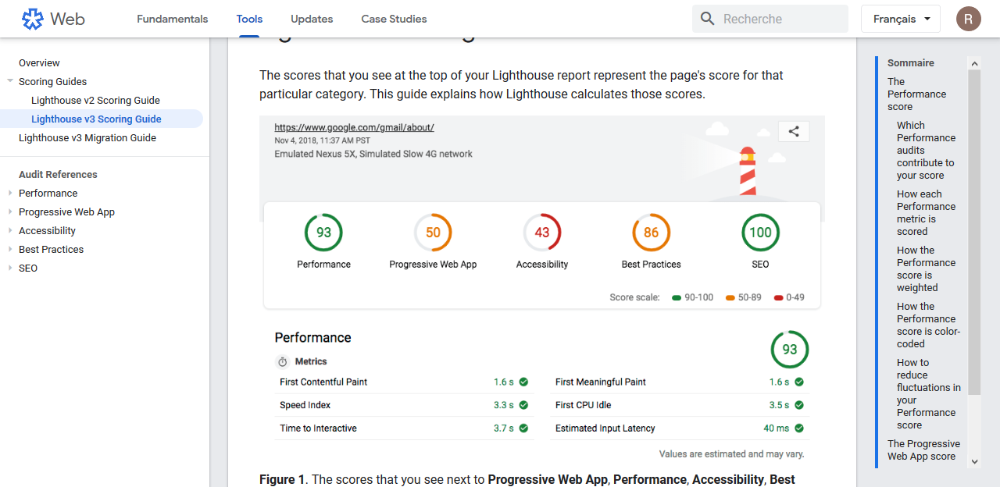 Web
Fundamentals
Tools
Updates
Case Studies
Recherche
Français
R
Overview
Scoring Guides
Lighthouse v2 Scoring Guide
Lighthouse v3 Scoring Guide
Lighthouse v3 Migration Guide
Audit References
Performance
Progressive Web App
Accessibility
Best Practices
SEO
The scores that you see at the top of your Lighthouse report represent the page's score for that
particular category. This guide explains how Lighthouse calculates those scores.
https://www.google.com/gmail/about/
Nov 4, 2018, 11:37 AM PST
Emulated Nexus 5X, Simulated Slow 4G network
93
50
43
86
100
Performance
Progressive Web App
Accessibility
Best Practices
SEO
Score scale: 90-100 50-89 0-49
Performance
93
Metrics
First Contentful Paint 1.6 s
First Meaningful Paint 1.6 s
Speed Index 3.3 s
First CPU Idle 3.5 s
Time to Interactive 3.7 s
Estimated Input Latency 40 ms
Values are estimated and may vary.
Figure 1. The scores that you see next to Progressive Web App, Performance, Accessibility, Best
Sommaire
The
Performance
score
Which
Performance
audits
contribute to
your score
How each
Performance
metric is
scored
How the
Performance
score is
weighted
How the
Performance
score is color-
coded
How to
reduce
fluctuations in
your
Performance
score
The Progressive
Web App score